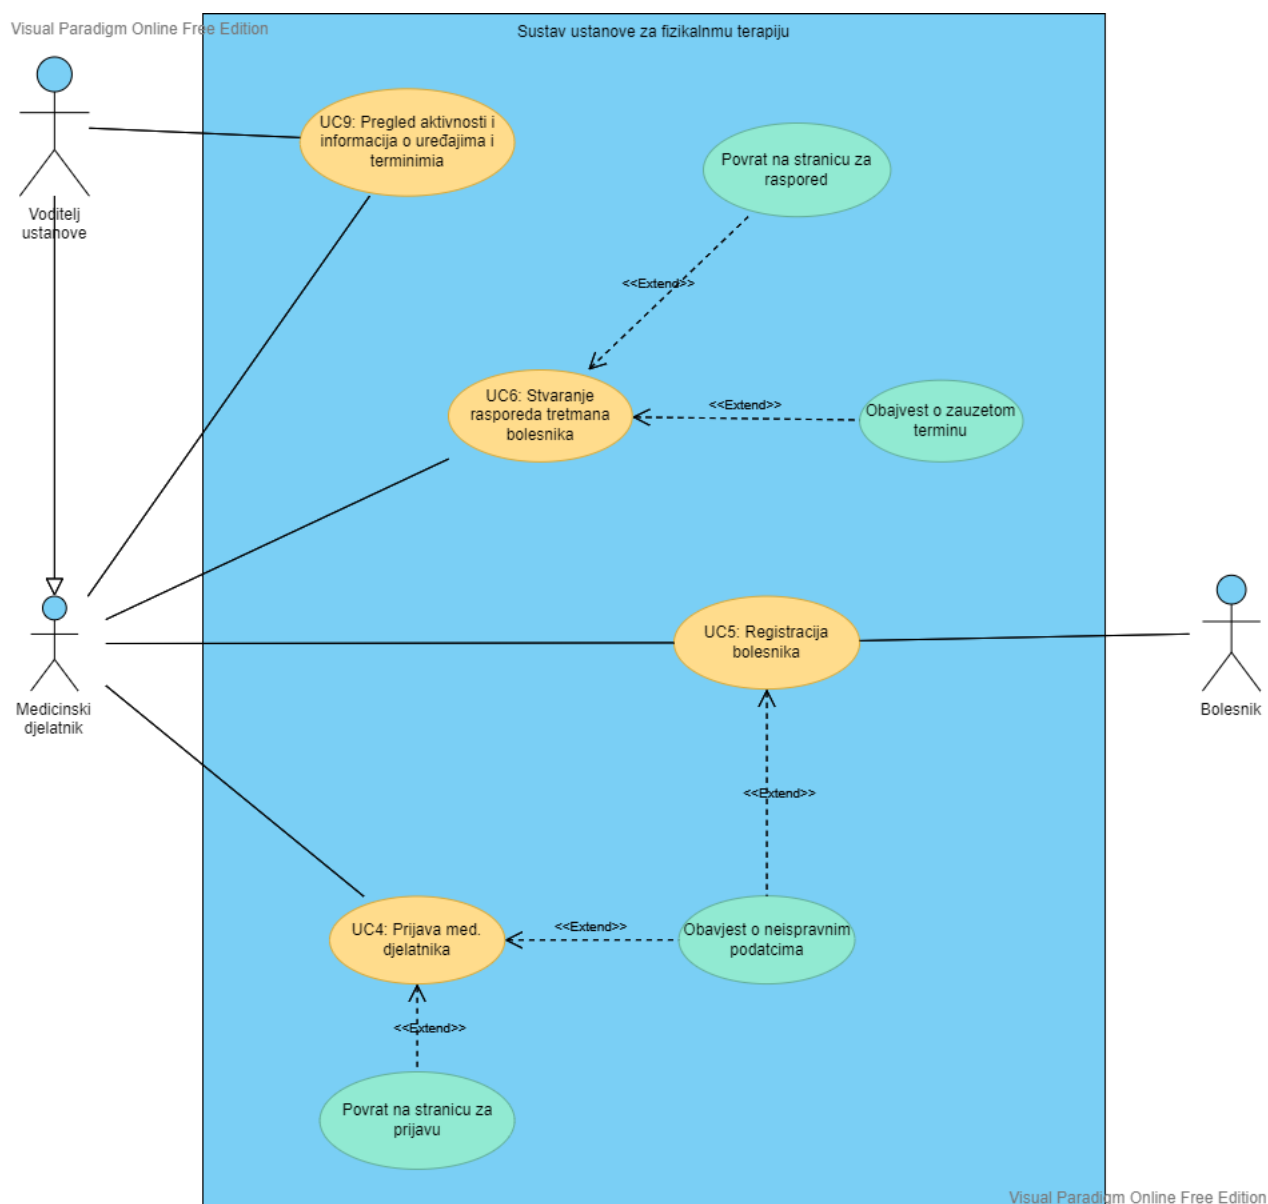 Visual Paradigm Online Free Edition
Sustav ustanove za fizikalnmu terapiju
UC9: Pregled aktivnosti i
informacija o uređajima i
terminimia
Povrat na stranicu za
raspored
Voditelj
ustanove
<<Extend>>
UC6: Stvaranje
rasporeda tretmana
bolesnika
<<Extend>>
Obajvest o zauzetom
terminu
UC5: Registracija
bolesnika
Medicinski
djelatnik
Bolesnik
<<Extend>>
UC4: Prijava med.
djelatnika
<<Extend>>
Obavjest o neispravnim
podatcima
<<Extend>>
Povrat na stranicu za
prijavu
Visual Paradigm Online Free Edition